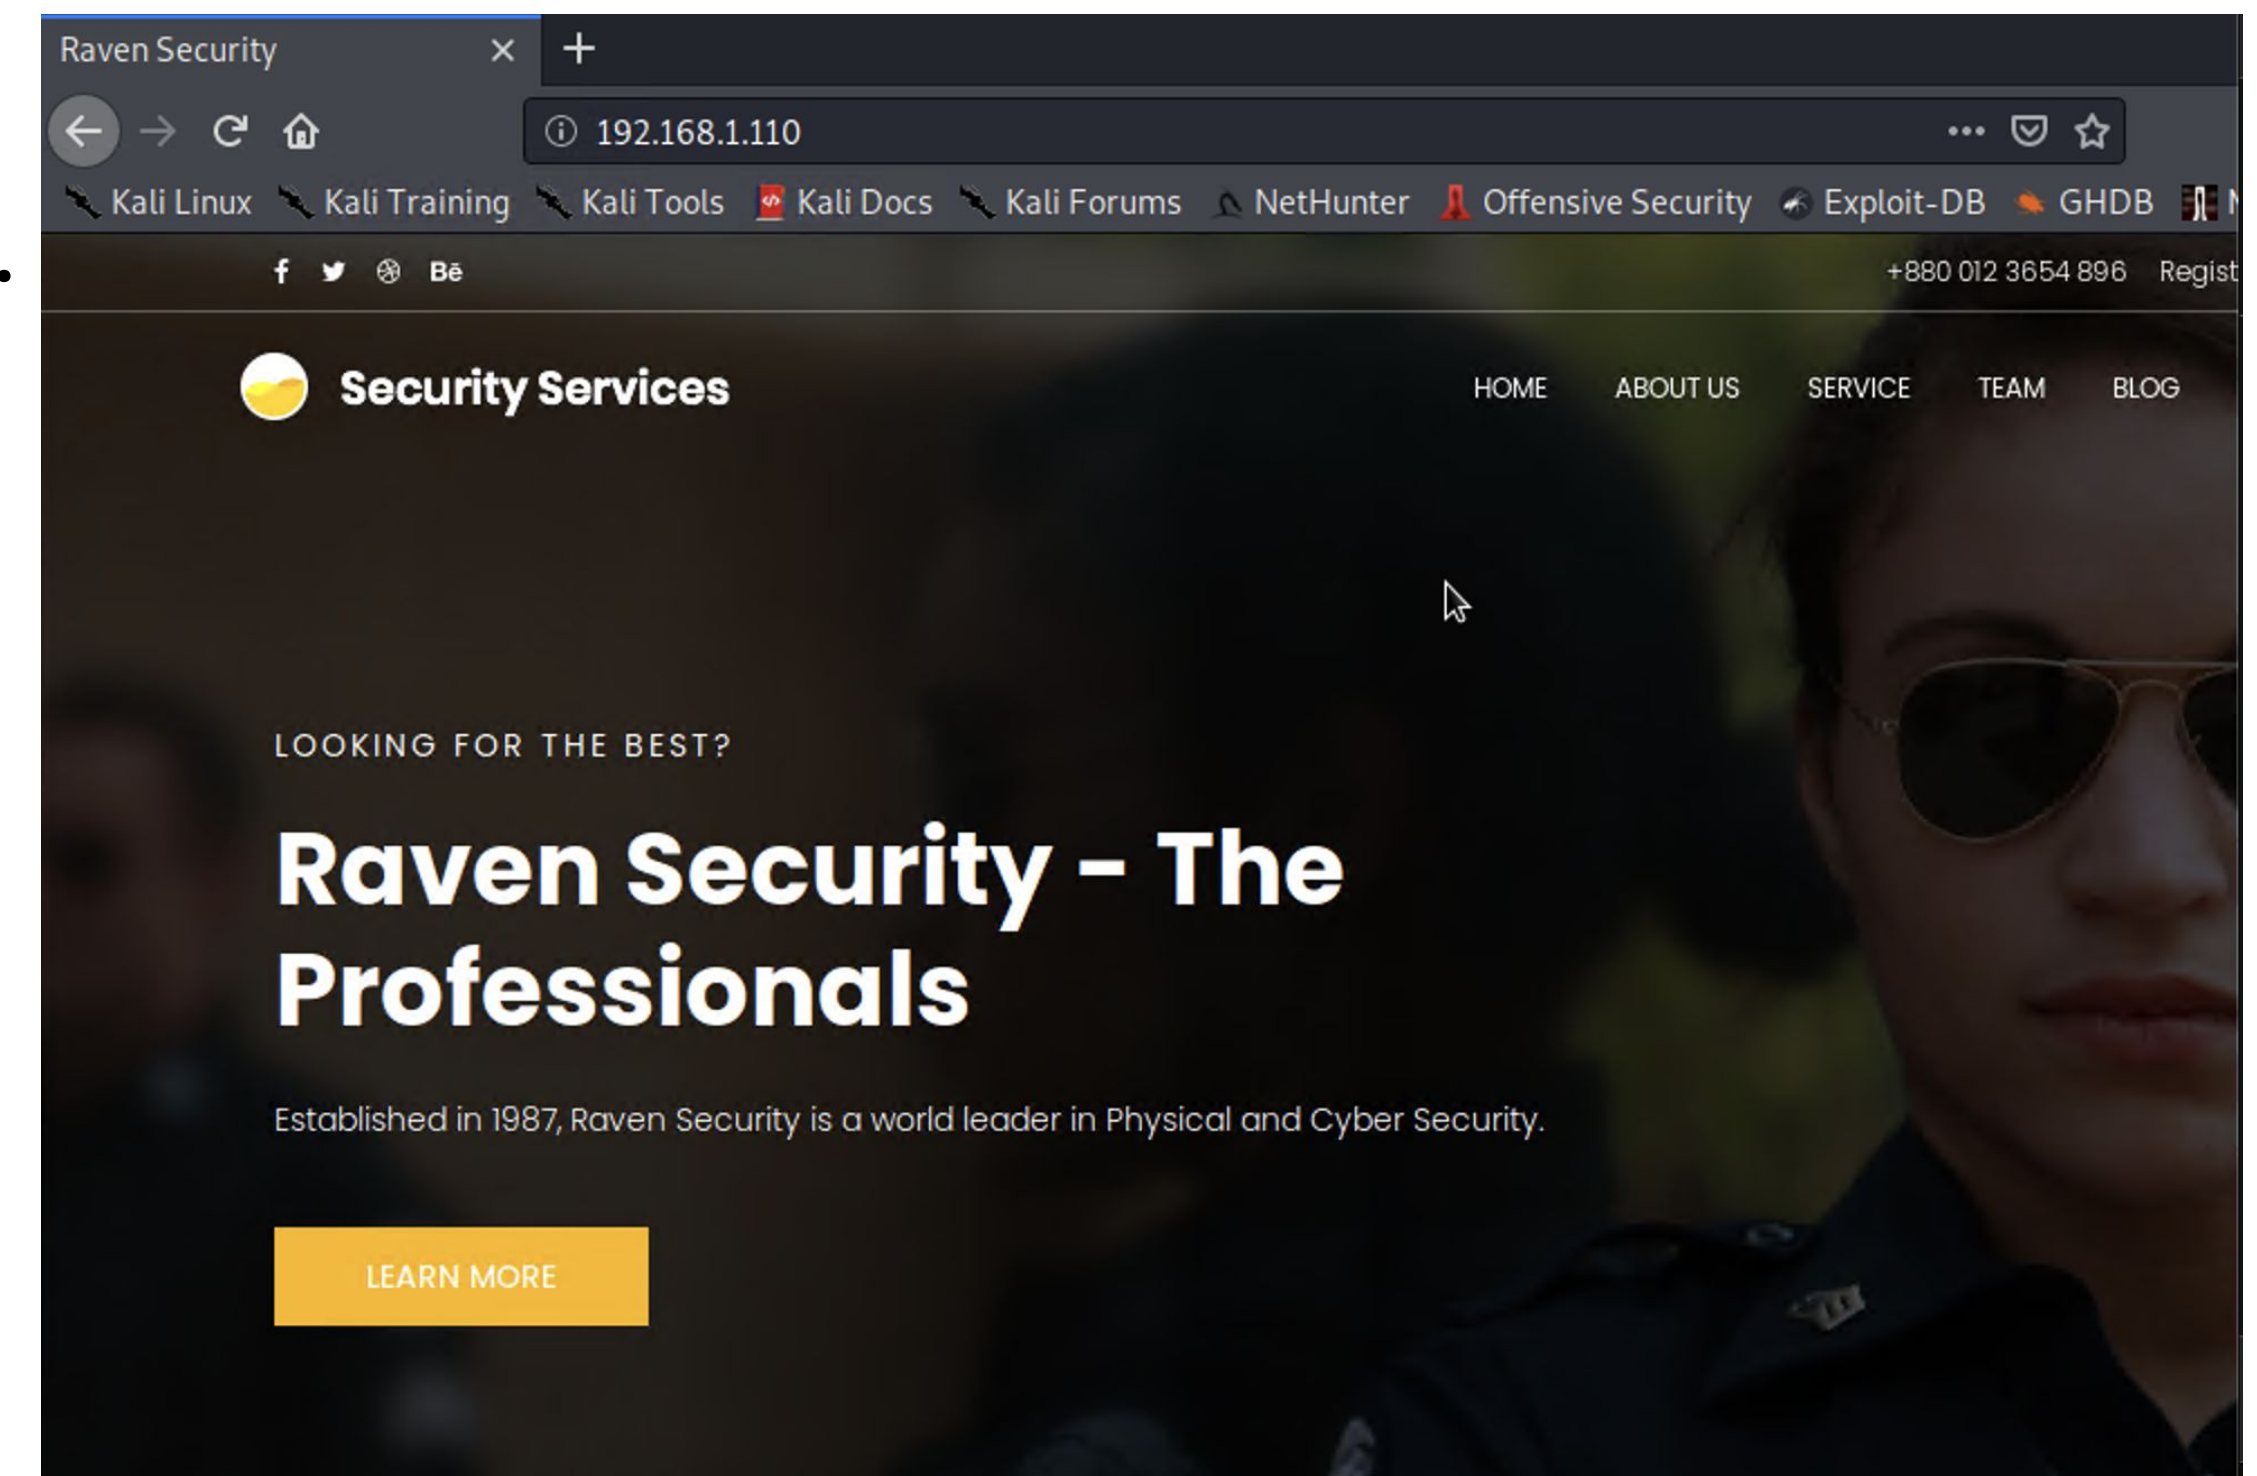 Raven Security
192.168.1.110
Kali Linux Kali Training Kali Tools Kali Docs Kali Forums NetHunter Offensive Security Exploit-DB GHDB
Bē +880 012 3654 896
Security Services HOME ABOUT US SERVICE TEAM BLOG
LOOKING FOR THE BEST?
Raven Security - The
Professionals
Established in 1987, Raven Security is a world leader in Physical and Cyber Security.
LEARN MORE